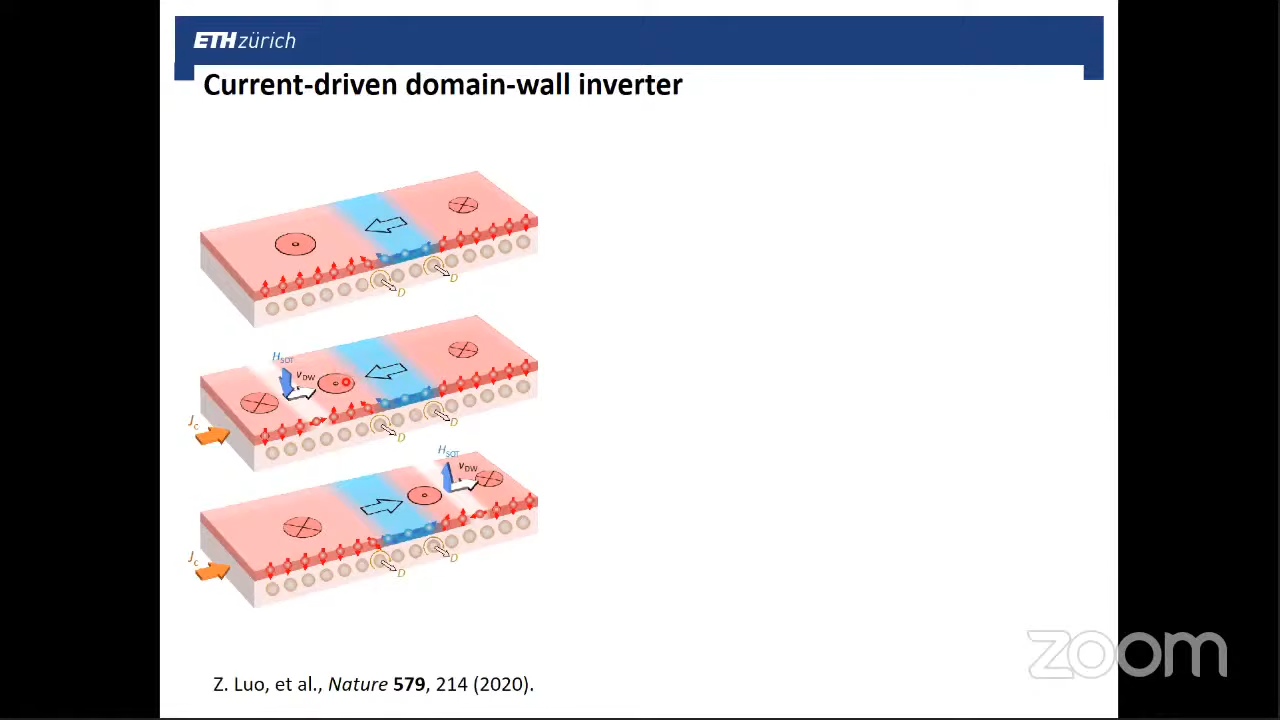 ETH zürich
Current-driven domain-wall inverter
D
D
H_SOT
v_DW
J_c
D
D
H_SOT
v_DW
J_c
D
D
Z. Luo, et al., Nature 579, 214 (2020).
zoom